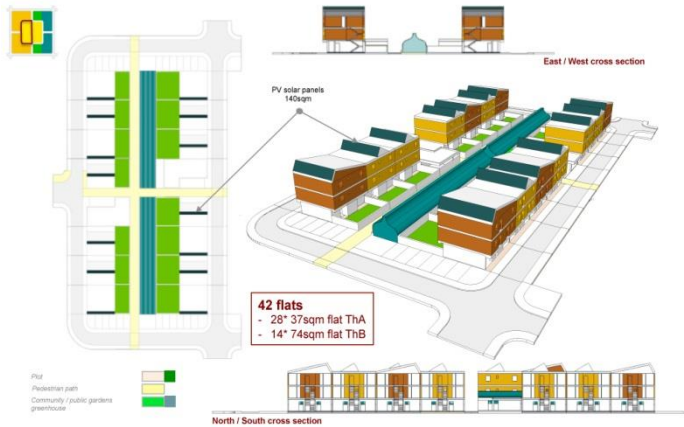 East / West cross section
PV solar panels
140sqm
42 flats
- 28* 37sqm flat ThA
- 14* 74sqm flat ThB
Plot
Pedestrian path
Community / public gardens
greenhouse
North / South cross section